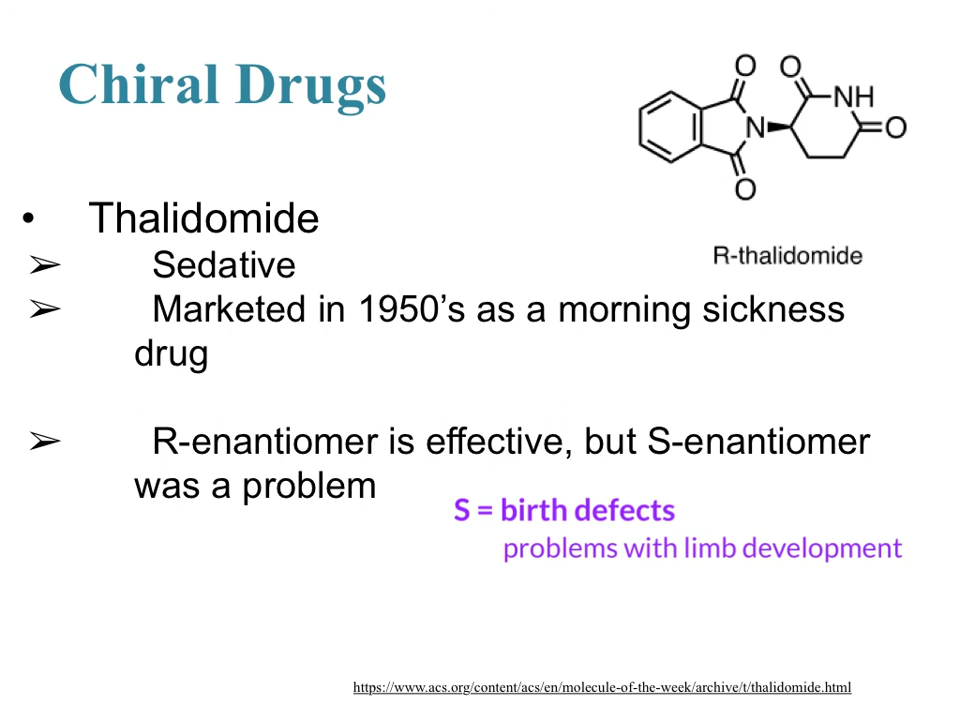 Chiral Drugs
O O
NH
N
O
O
R-thalidomide
• Thalidomide
➢ Sedative
➢ Marketed in 1950’s as a morning sickness
drug
➢ R-enantiomer is effective, but S-enantiomer
was a problem
S = birth defects
problems with limb development
https://www.acs.org/content/acs/en/molecule-of-the-week/archive/t/thalidomide.html